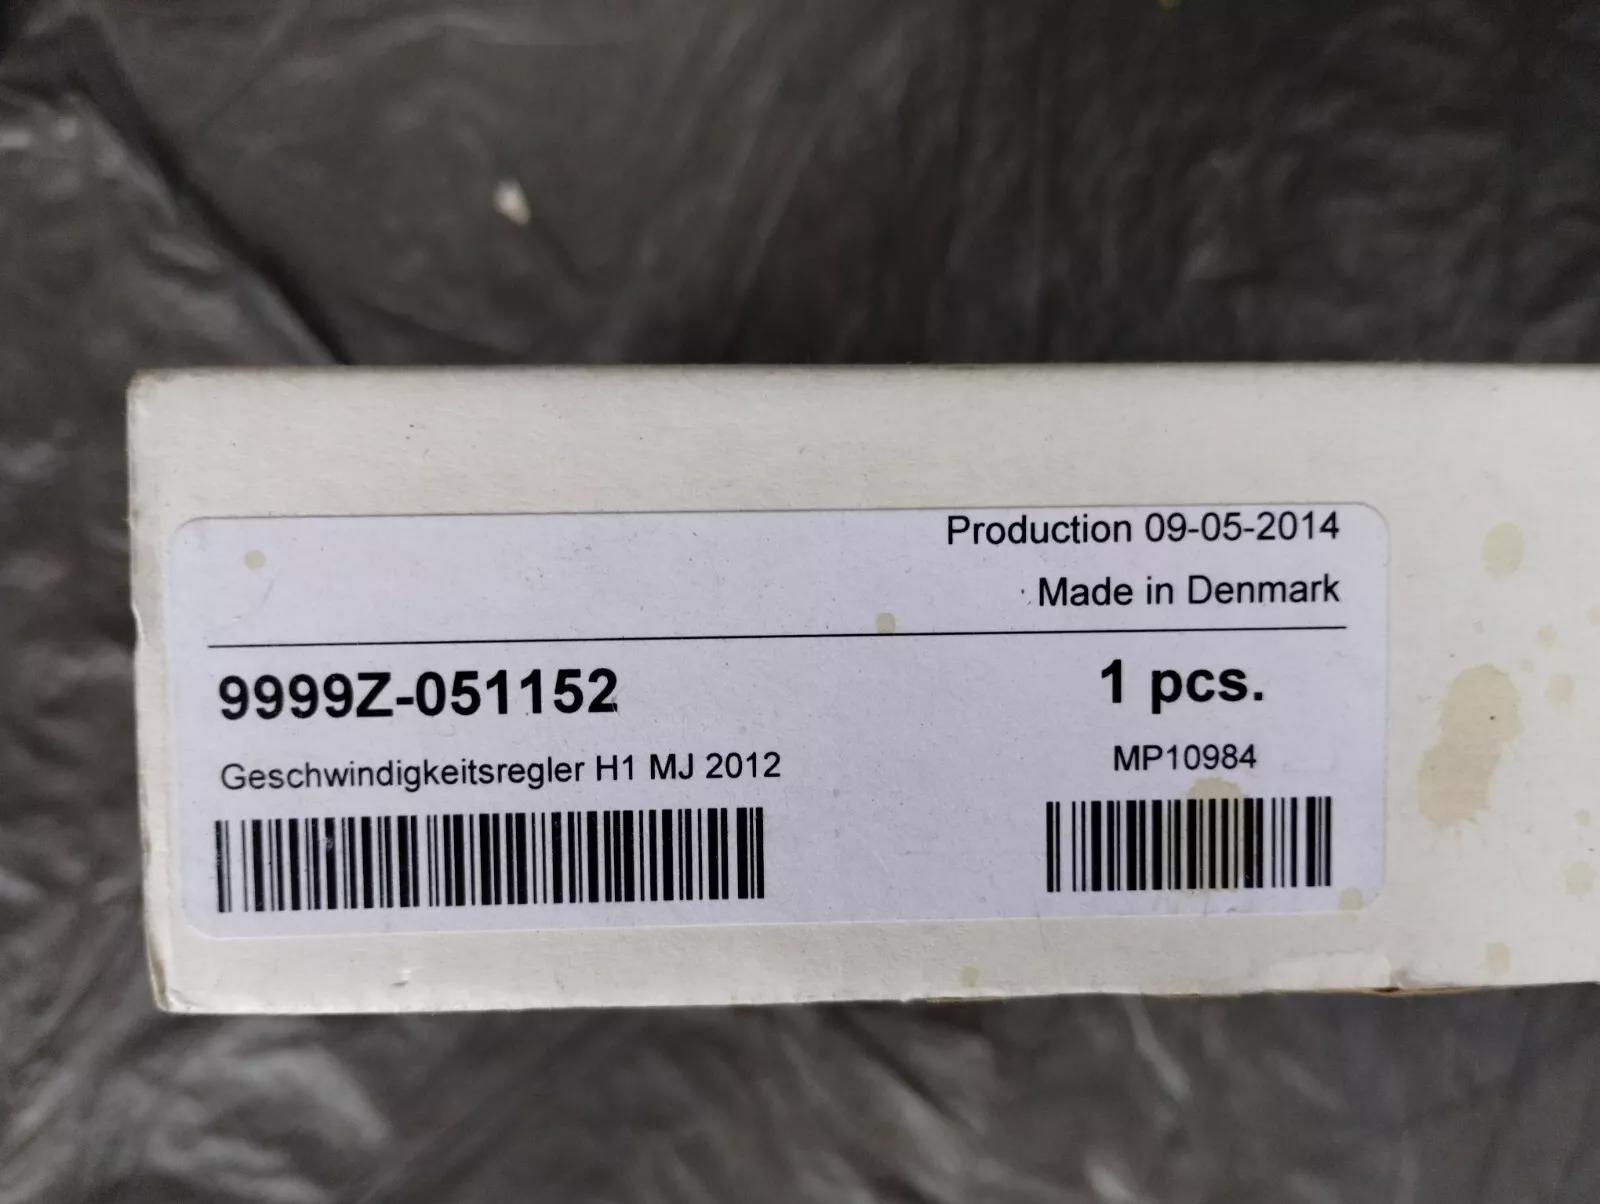 Production 09-05-2014
Made in Denmark
9999Z-051152
1 pcs.
Geschwindigkeitsregler H1 MJ 2012
MP10984